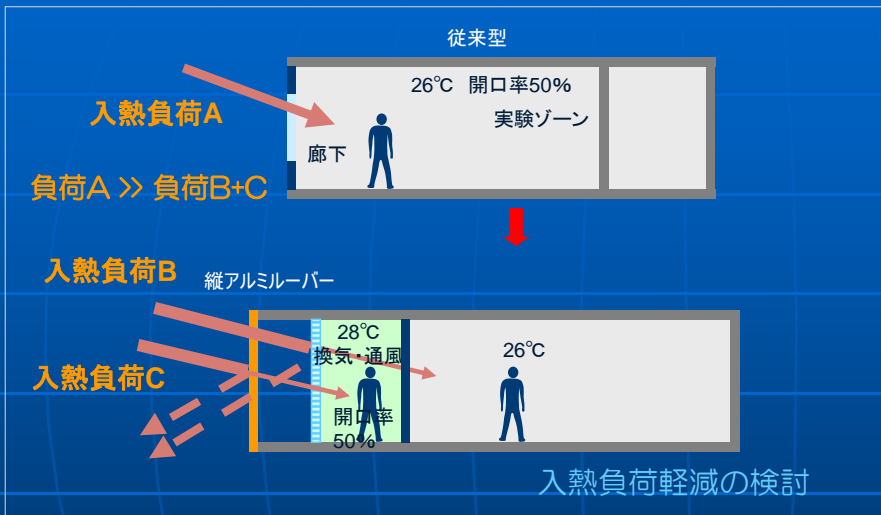 従来型
26℃ 開口率50%
入熱負荷A
実験ゾーン
廊下
負荷A ≫ 負荷B+C
入熱負荷B
縦アルミルーバー
28℃
換気・通風
26℃
入熱負荷C
開口率
50%
入熱負荷軽減の検討